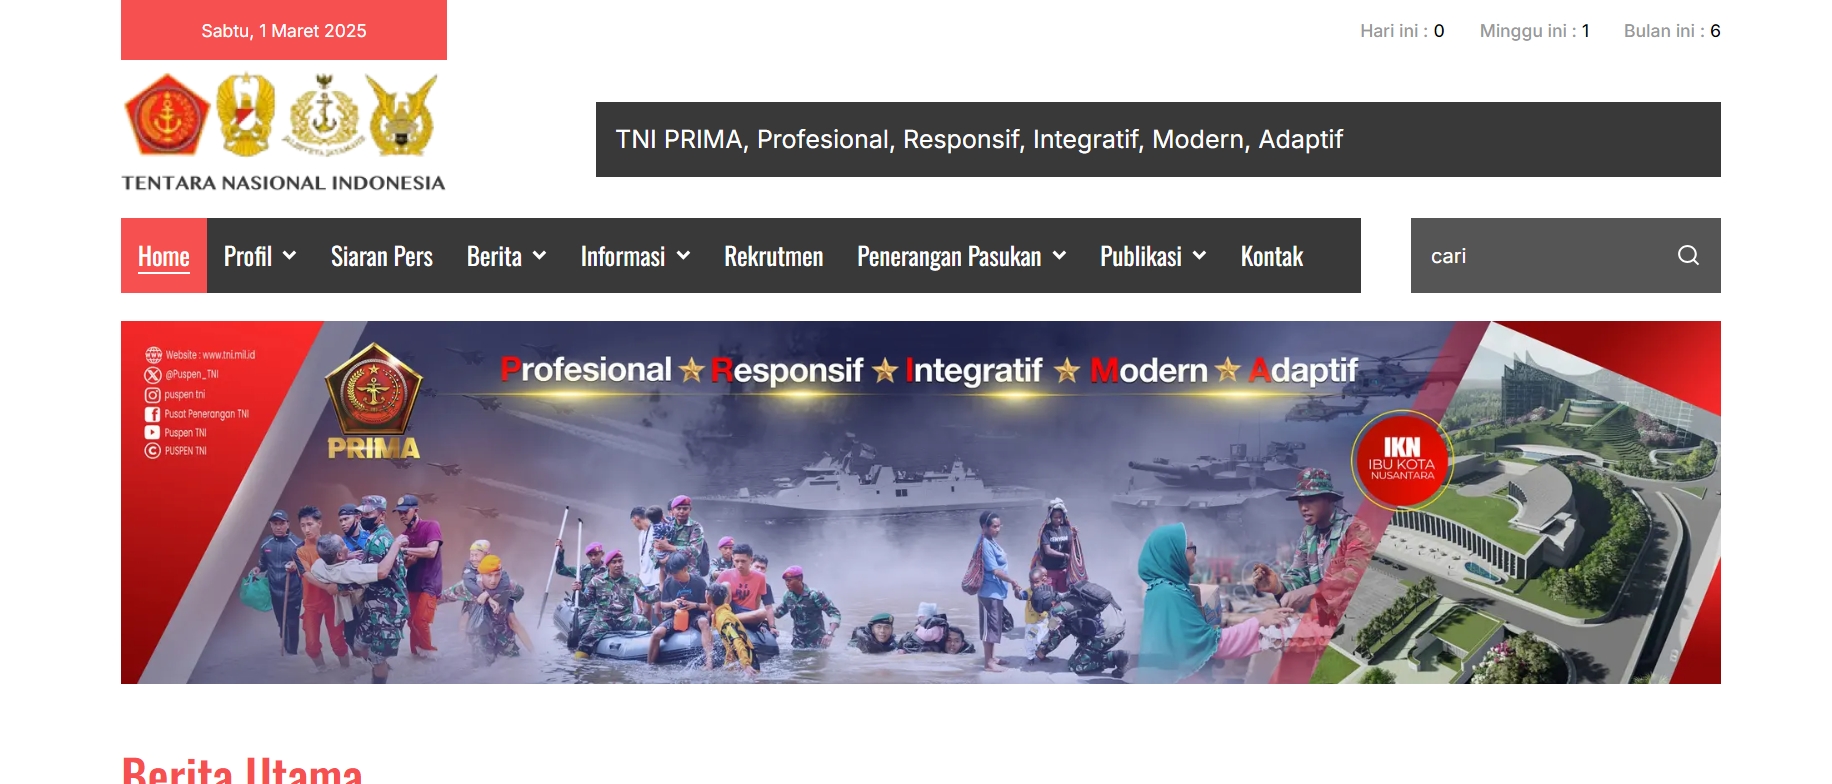 Sabtu, 1 Maret 2025
Hari ini : 0 Minggu ini : 1 Bulan ini : 6
TENTARA NASIONAL INDONESIA
TNI PRIMA, Profesional, Responsif, Integratif, Modern, Adaptif
Home Profil Siaran Pers Berita Informasi Rekrutmen Penerangan Pasukan Publikasi Kontak
cari
Website : www.tni.mil.id
@Puspen_TNI
puspen tni
Pusat Penerangan TNI
Puspen TNI
PUSPEN TNI
PRIMA
Profesional Responsif Integratif Modern Adaptif
IKN
IBU KOTA
NUSANTARA
Berita Utama